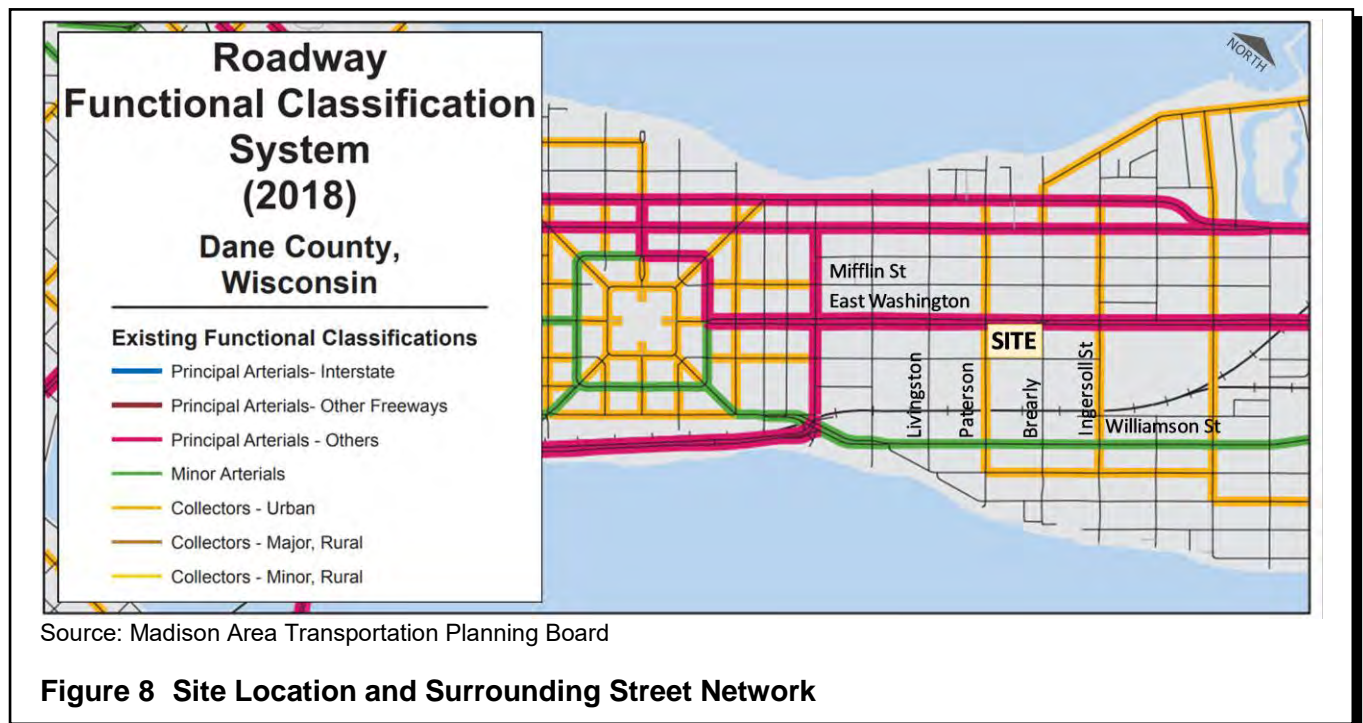 Roadway
Functional Classification
System
(2018)
Dane County,
Wisconsin
Existing Functional Classifications
Principal Arterials- Interstate
Principal Arterials- Other Freeways
Principal Arterials - Others
Minor Arterials
Collectors - Urban
Collectors - Major, Rural
Collectors - Minor, Rural
NORTH
Mifflin St
East Washington
SITE
Livingston
Paterson
Brearly
Ingersoll St
Williamson St
Source: Madison Area Transportation Planning Board
Figure 8 Site Location and Surrounding Street Network